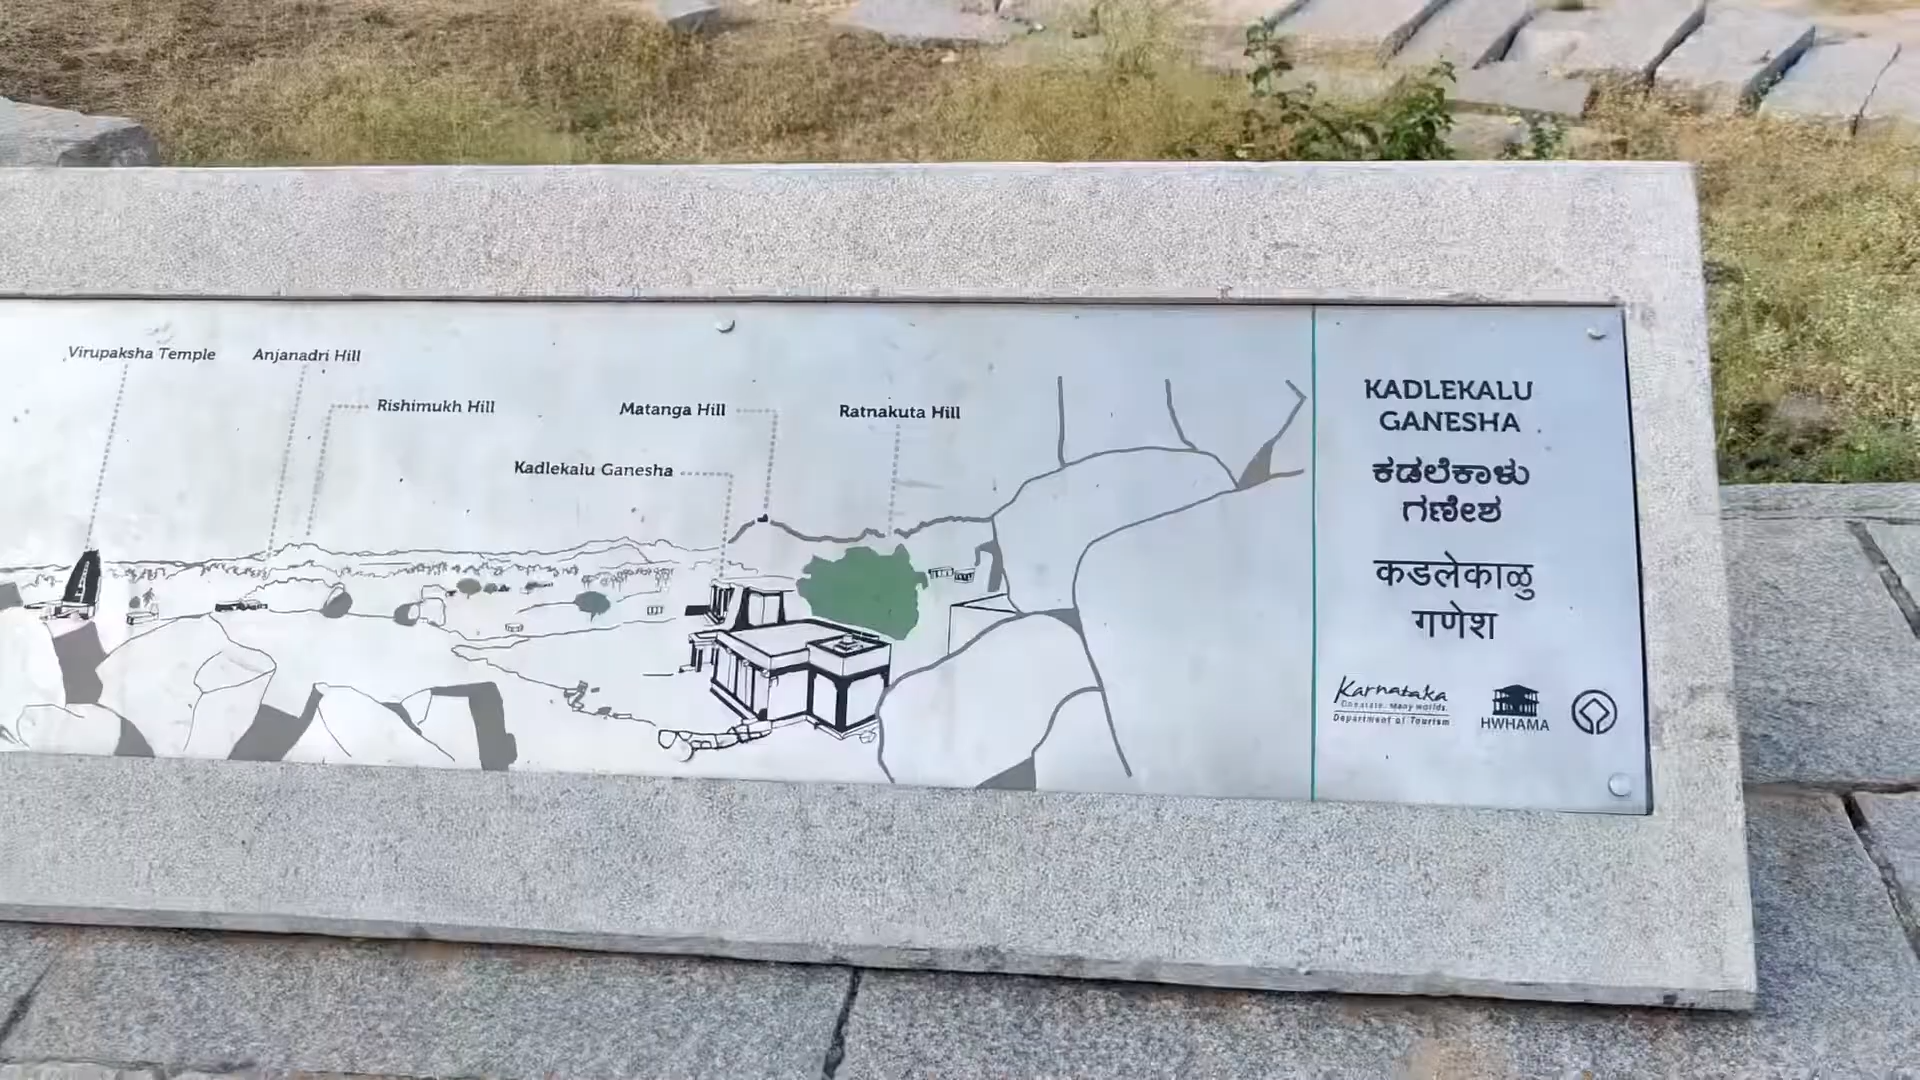 Virupaksha Temple
Anjanadri Hill
Rishimukh Hill
Matanga Hill
Ratnakuta Hill
Kadlekalu Ganesha
KADLEKALU
GANESHA
ಕಡಲೆಕಾಳು
ಗಣೇಶ
कडलेकाळु
गणेश
Karnataka
One state. Many worlds.
Department of Tourism
HWHAMA